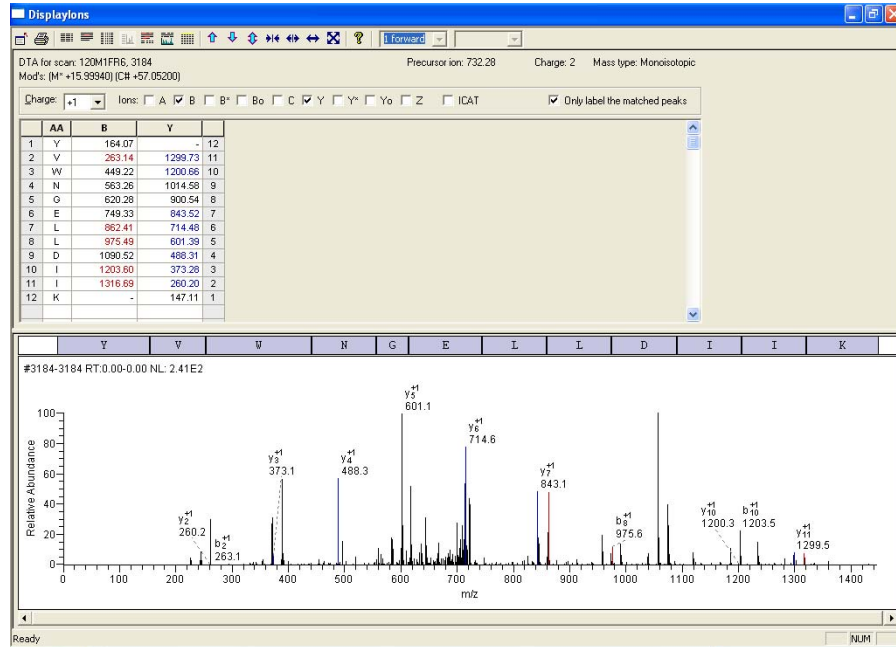 DisplayIons
1 forward
DTA for scan: 120M1FR6, 3184 Precursor ion: 732.28 Charge: 2 Mass type: Monoisotopic
Mod's: (M* +15.99940) (C# +57.05200)
Charge: +1 Ions: A B B* Bo C Y Y* Yo Z ICAT Only label the matched peaks
AA B Y
1 Y 164.07 - 12
2 V 263.14 1299.73 11
3 W 449.22 1200.66 10
4 N 563.26 1014.58 9
5 G 620.28 900.54 8
6 E 749.33 843.52 7
7 L 862.41 714.48 6
8 L 975.49 601.39 5
9 D 1090.52 488.31 4
10 I 1203.60 373.28 3
11 I 1316.69 260.20 2
12 K - 147.11 1
Y V W N G E L L D I I K
#3184-3184 RT:0.00-0.00 NL: 2.41E2
y5+1
601.1
y6+1
714.6
y3+1
373.1
y4+1
488.3
y7+1
843.1
y2+1
260.2
b2+1
263.1
b8+1
975.6
y10+1
1200.3
b10+1
1203.5
y11+1
1299.5
Relative Abundance
100
80
60
40
20
0
0 100 200 300 400 500 600 700 800 900 1000 1100 1200 1300 1400
m/z
Ready NUM